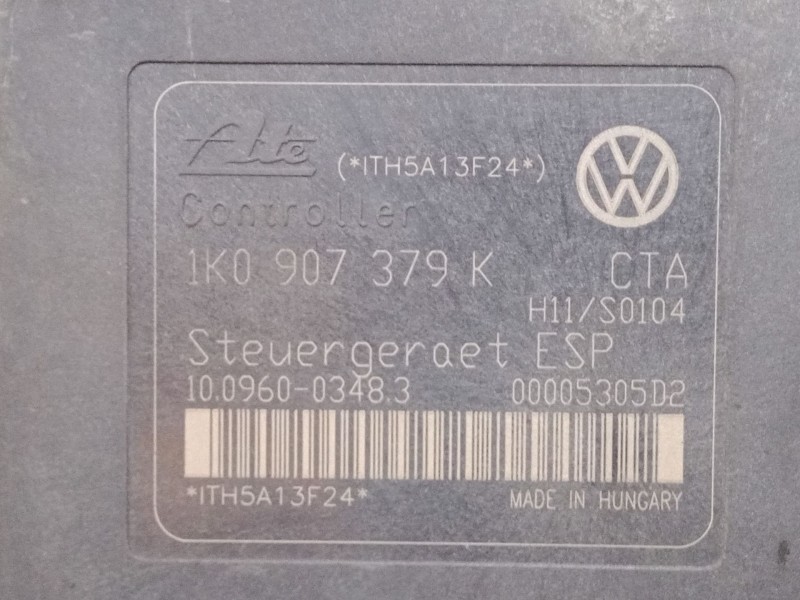 Ate (*ITH5A13F24*)
VW
Controller
1K0 907 379 K CTA
H11/S0104
Steuergeraet ESP
10.0960-0348.3 00005305D2
*ITH5A13F24* MADE IN HUNGARY